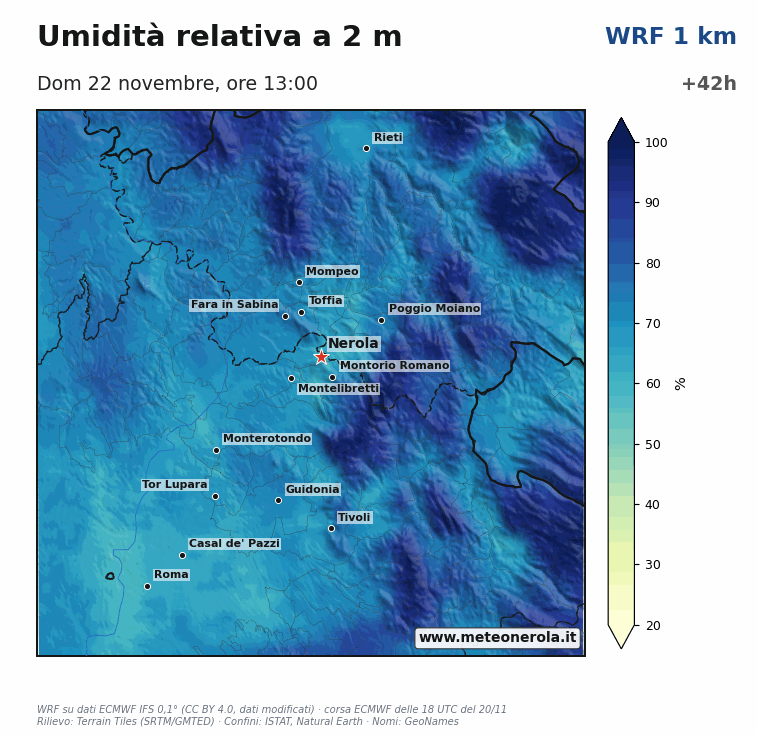 Umidità relativa a 2 m
WRF 1 km
Dom 22 novembre, ore 13:00
+42h
Rieti
Mompeo
Toffia
Fara in Sabina
Poggio Moiano
Nerola
Montorio Romano
Montelibretti
Monterotondo
Tor Lupara
Guidonia
Tivoli
Casal de' Pazzi
Roma
www.meteonerola.it
100
90
80
70
60
50
40
30
20
%
WRF su dati ECMWF IFS 0,1° (CC BY 4.0, dati modificati) · corsa ECMWF delle 18 UTC del 20/11
Rilievo: Terrain Tiles (SRTM/GMTED) · Confini: ISTAT, Natural Earth · Nomi: GeoNames